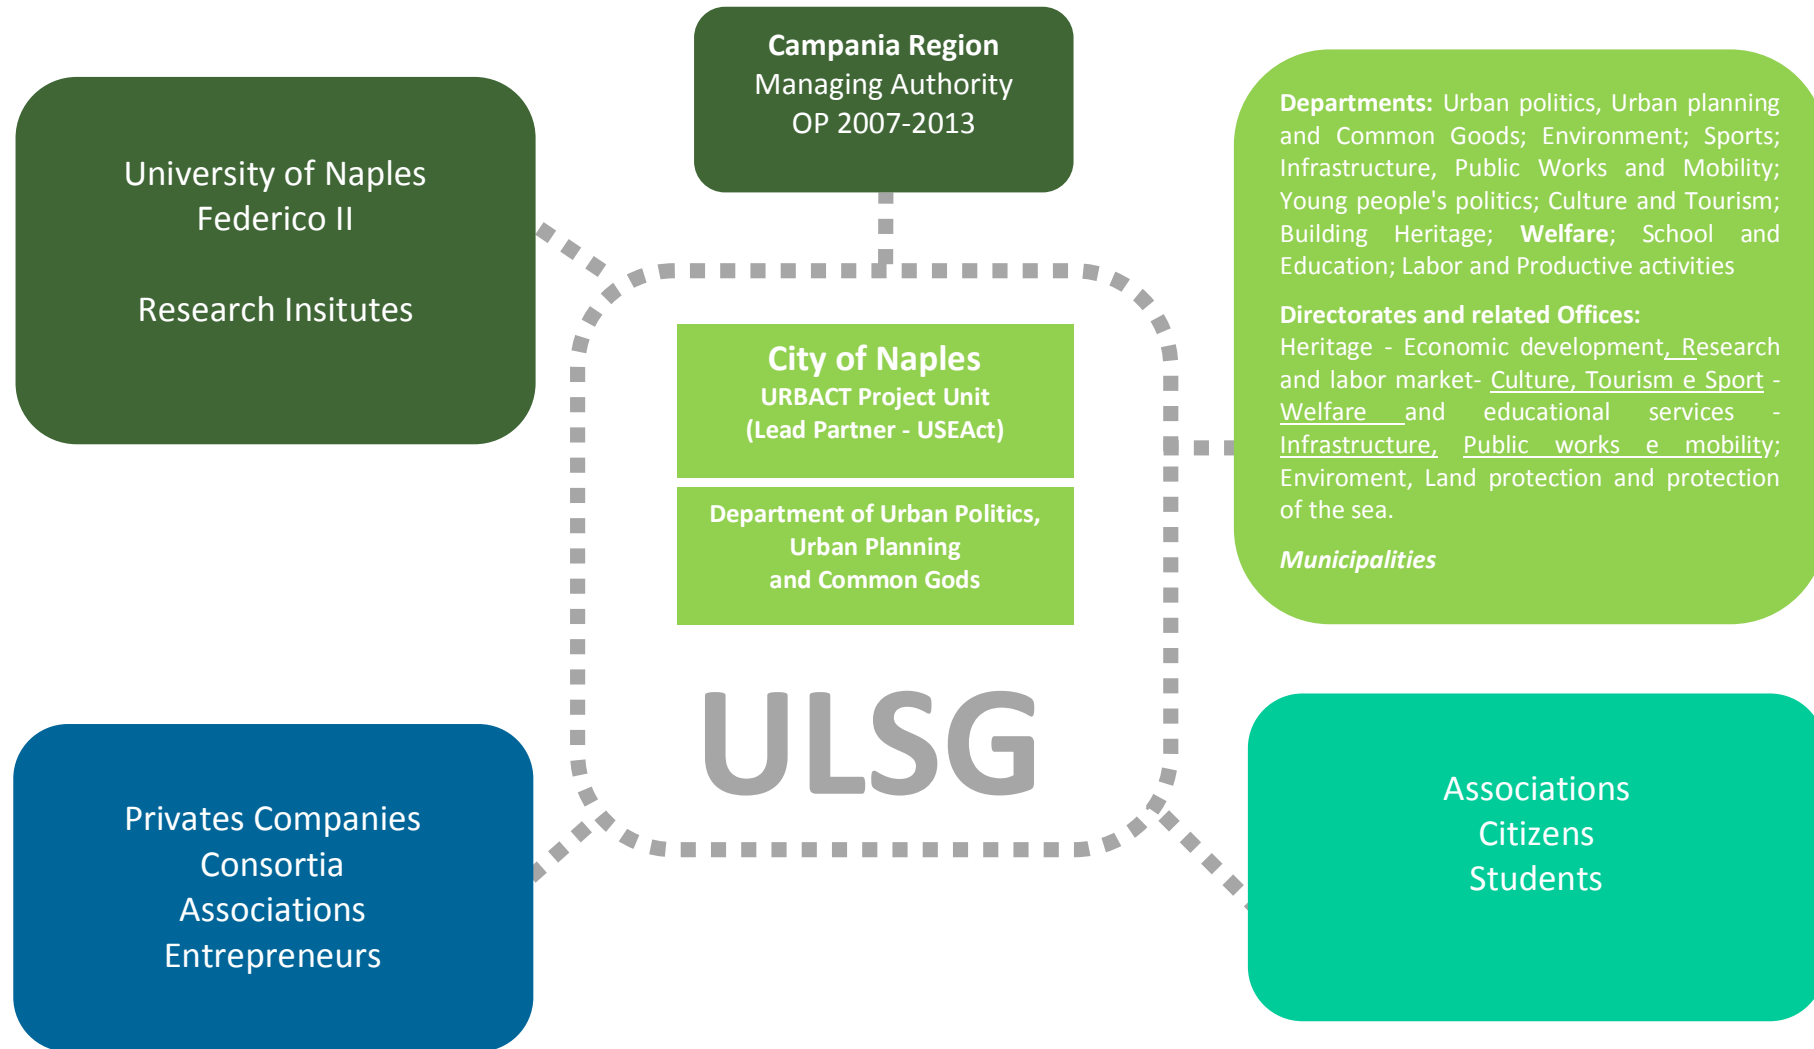 Campania Region
Managing Authority
OP 2007-2013
University of Naples
Federico II
Research Insitutes
Departments: Urban politics, Urban planning
and Common Goods; Environment; Sports;
Infrastructure, Public Works and Mobility;
Young people's politics; Culture and Tourism;
Building Heritage; Welfare; School and
Education; Labor and Productive activities
Directorates and related Offices:
Heritage - Economic development, Research
and labor market- Culture, Tourism e Sport -
Welfare and educational services -
Infrastructure, Public works e mobility;
Enviroment, Land protection and protection
of the sea.
Municipalities
City of Naples
URBACT Project Unit
(Lead Partner - USEAct)
Department of Urban Politics,
Urban Planning
and Common Gods
ULSG
Privates Companies
Consortia
Associations
Entrepreneurs
Associations
Citizens
Students